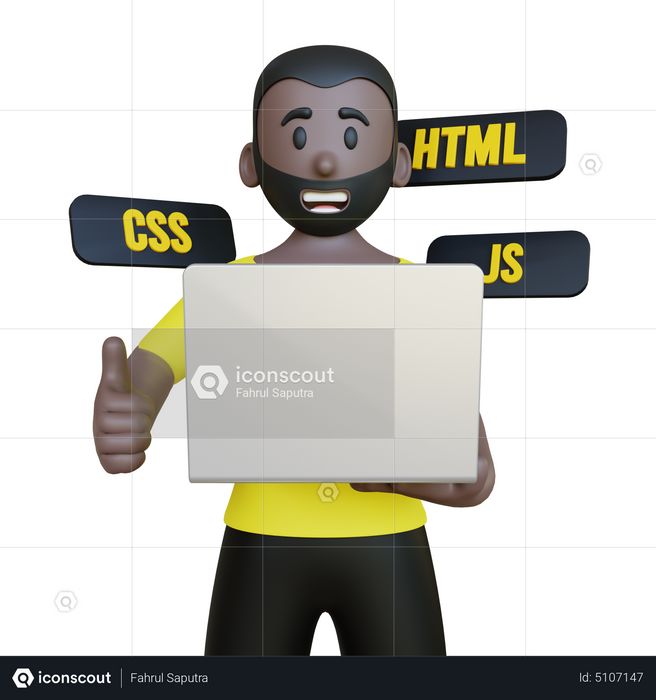 HTML
CSS
JS
iconscout
Fahrul Saputra
iconscout Fahrul Saputra Id: 5107147